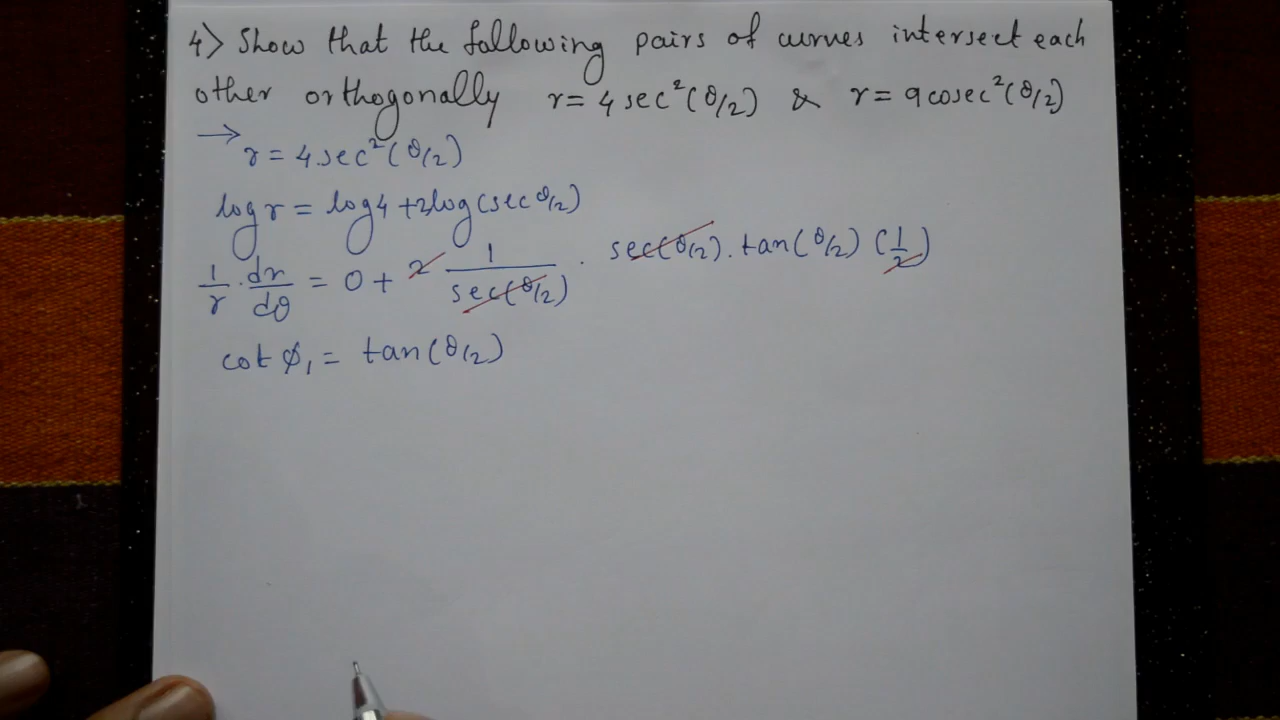 4) Show that the following pairs of curves intersect each
other orthogonally r = 4 sec²(θ/2) & r = 9 cosec²(θ/2)
→ r = 4 sec²(θ/2)
log r = log 4 + 2 log (sec θ/2)
1/r · dr/dθ = 0 + 2 1/sec(θ/2) · sec(θ/2) . tan(θ/2) (1/2)
cot φ₁ = tan(θ/2)